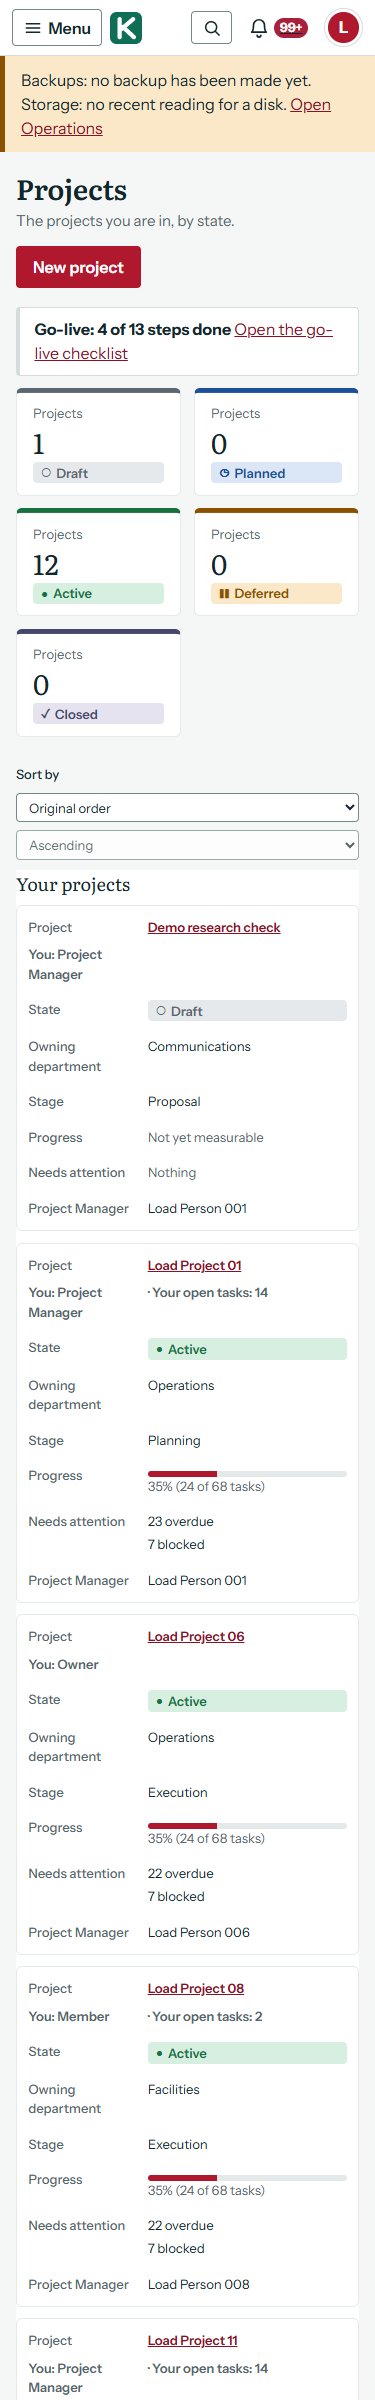 Menu
K
99+
L
Backups: no backup has been made yet.
Storage: no recent reading for a disk. Open
Operations
Projects
The projects you are in, by state.
New project
Go-live: 4 of 13 steps done Open the go-
live checklist
Projects
1
Draft
Projects
0
Planned
Projects
12
Active
Projects
0
Deferred
Projects
0
Closed
Sort by
Original order
Ascending
Your projects
Project Demo research check
You: Project
Manager
State Draft
Owning Communications
department
Stage Proposal
Progress Not yet measurable
Needs attention Nothing
Project Manager Load Person 001
Project Load Project 01
You: Project · Your open tasks: 14
Manager
State Active
Owning Operations
department
Stage Planning
Progress
35% (24 of 68 tasks)
Needs attention 23 overdue
7 blocked
Project Manager Load Person 001
Project Load Project 06
You: Owner
State Active
Owning Operations
department
Stage Execution
Progress
35% (24 of 68 tasks)
Needs attention 22 overdue
7 blocked
Project Manager Load Person 006
Project Load Project 08
You: Member · Your open tasks: 2
State Active
Owning Facilities
department
Stage Execution
Progress
35% (24 of 68 tasks)
Needs attention 22 overdue
7 blocked
Project Manager Load Person 008
Project Load Project 11
You: Project · Your open tasks: 14
Manager